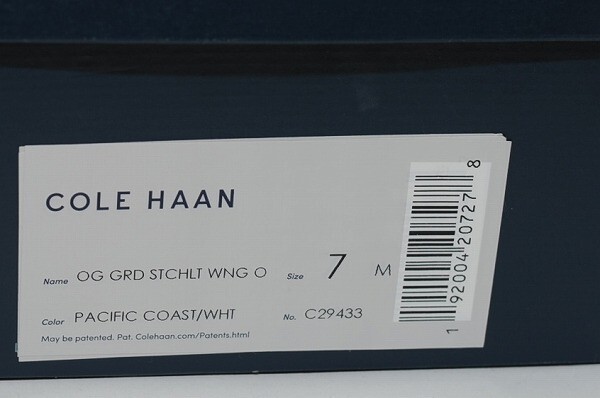 COLE HAAN
Name OG GRD STCHLT WNG O Size 7 M
Color PACIFIC COAST/WHT No. C29433
May be patented. Pat. Colehaan.com/Patents.html
1 92004 20727 8